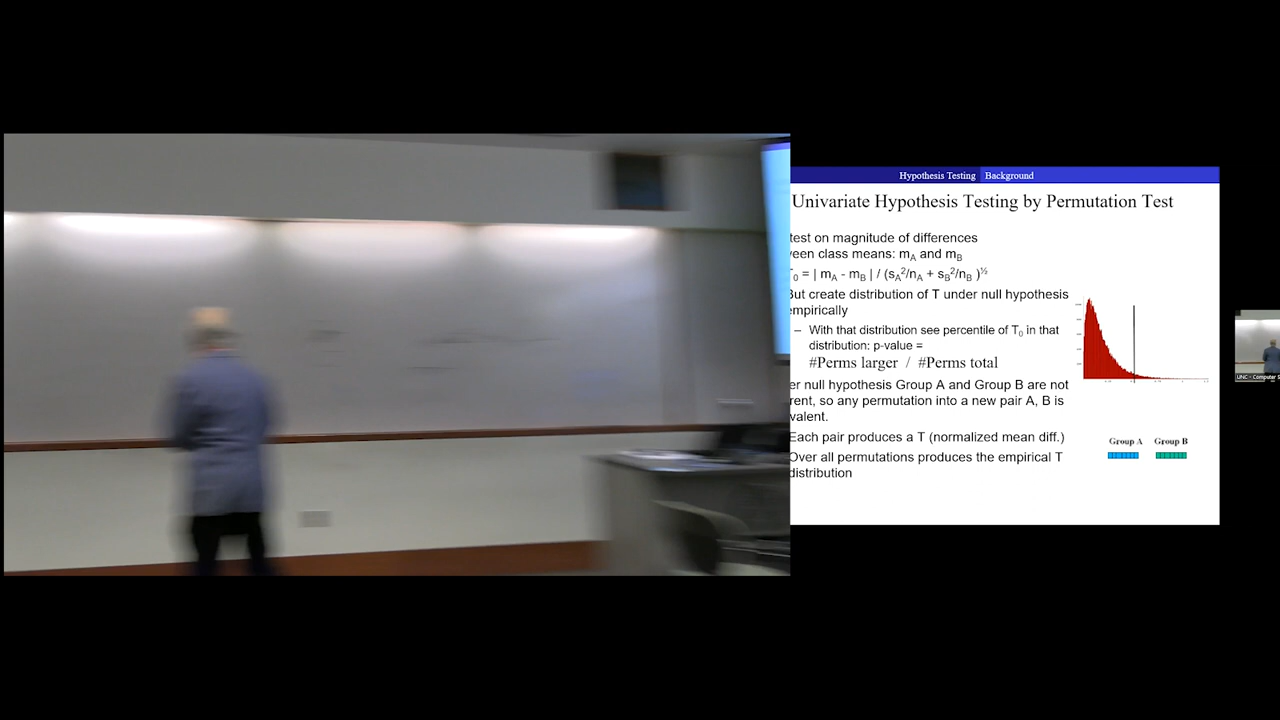 Hypothesis Testing Background
Univariate Hypothesis Testing by Permutation Test
test on magnitude of differences
veen class means: mA and mB
T0 = | mA - mB | / (sA²/nA + sB²/nB )½
But create distribution of T under null hypothesis
empirically
– With that distribution see percentile of T0 in that
distribution: p-value =
#Perms larger / #Perms total
er null hypothesis Group A and Group B are not
rent, so any permutation into a new pair A, B is
valent.
Each pair produces a T (normalized mean diff.)
Over all permutations produces the empirical T
distribution
Group A Group B
UNC - Computer S